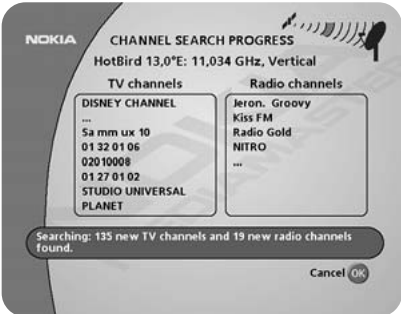 NOKIA
CHANNEL SEARCH PROGRESS
HotBird 13,0°E: 11,034 GHz, Vertical
TV channels
DISNEY CHANNEL
...
Sa mm ux 10
01 32 01 06
02010008
01 27 01 02
STUDIO UNIVERSAL
PLANET
Radio channels
Jeron. Groovy
Kiss FM
Radio Gold
NITRO
...
Searching: 135 new TV channels and 19 new radio channels
found.
Cancel OK